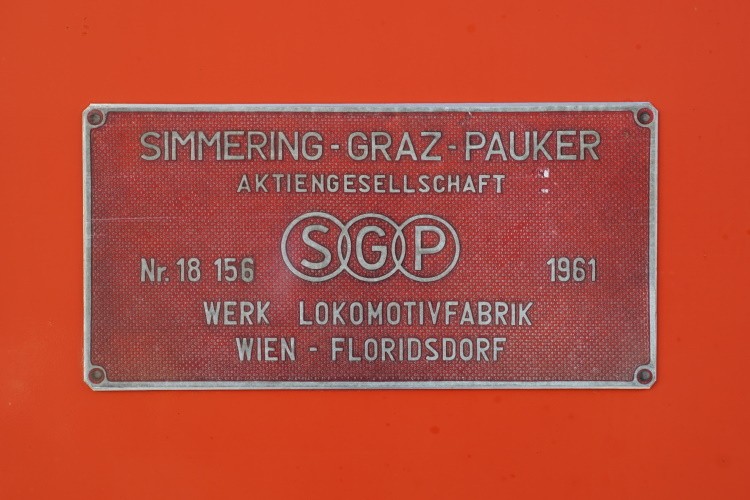 SIMMERING - GRAZ - PAUKER
AKTIENGESELLSCHAFT
SGP
Nr. 18 156 1961
WERK LOKOMOTIVFABRIK
WIEN - FLORIDSDORF